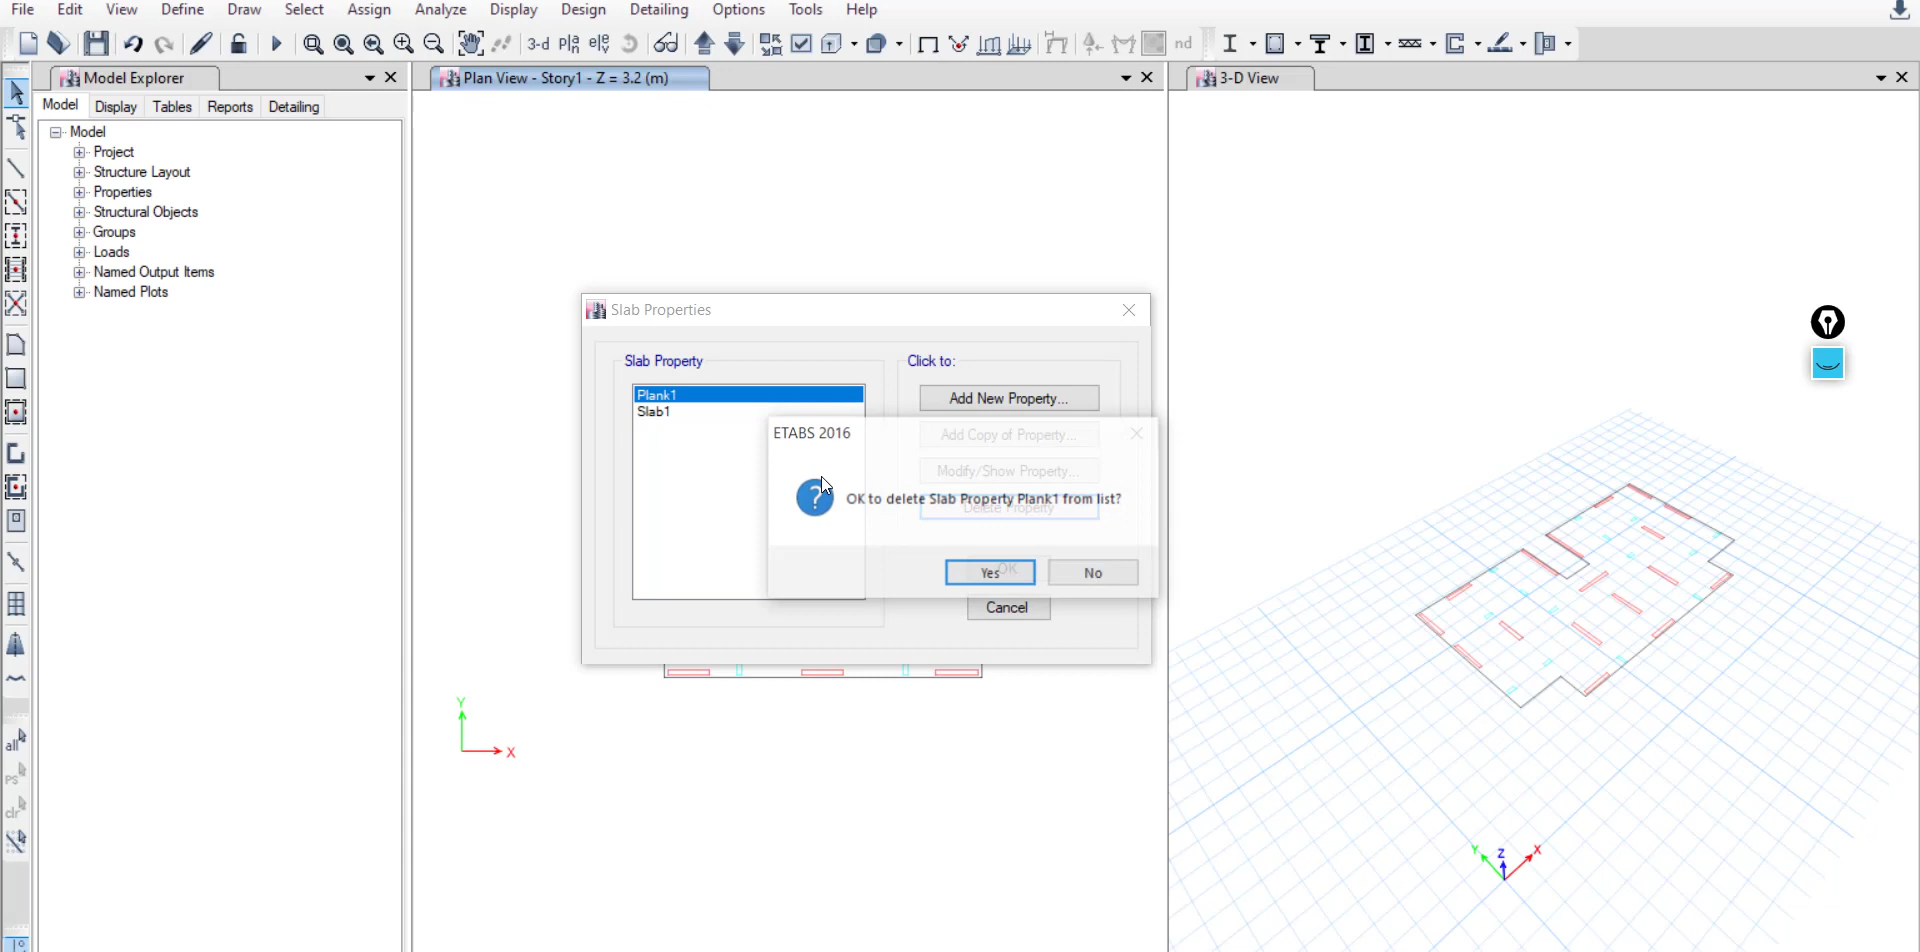 File Edit View Define Draw Select Assign Analyze Display Design Detailing Options Tools Help
3-d nd
Model Explorer
Plan View - Story1 - Z = 3.2 (m)
3-D View
Model Display Tables Reports Detailing
Model
Project
Structure Layout
Properties
Structural Objects
Groups
Loads
Named Output Items
Named Plots
Slab Properties
Slab Property
Click to:
Plank1
Slab1
Add New Property...
Add Copy of Property...
Modify/Show Property...
Delete Property
OK
Cancel
ETABS 2016
OK to delete Slab Property Plank1 from list?
Yes
No
Y
X
Y Z X
all
ps
clr